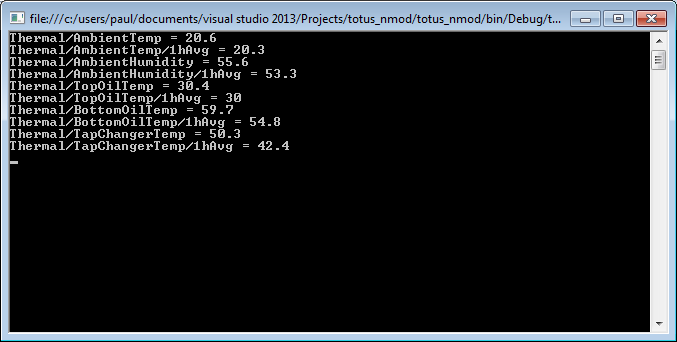 file:///c:/users/paul/documents/visual studio 2013/Projects/totus_nmod/totus_nmod/bin/Debug/t...
Thermal/AmbientTemp = 20.6
Thermal/AmbientTemp/1hAvg = 20.3
Thermal/AmbientHumidity = 55.6
Thermal/AmbientHumidity/1hAvg = 53.3
Thermal/TopOilTemp = 30.4
Thermal/TopOilTemp/1hAvg = 30
Thermal/BottomOilTemp = 59.7
Thermal/BottomOilTemp/1hAvg = 54.8
Thermal/TapChangerTemp = 50.3
Thermal/TapChangerTemp/1hAvg = 42.4